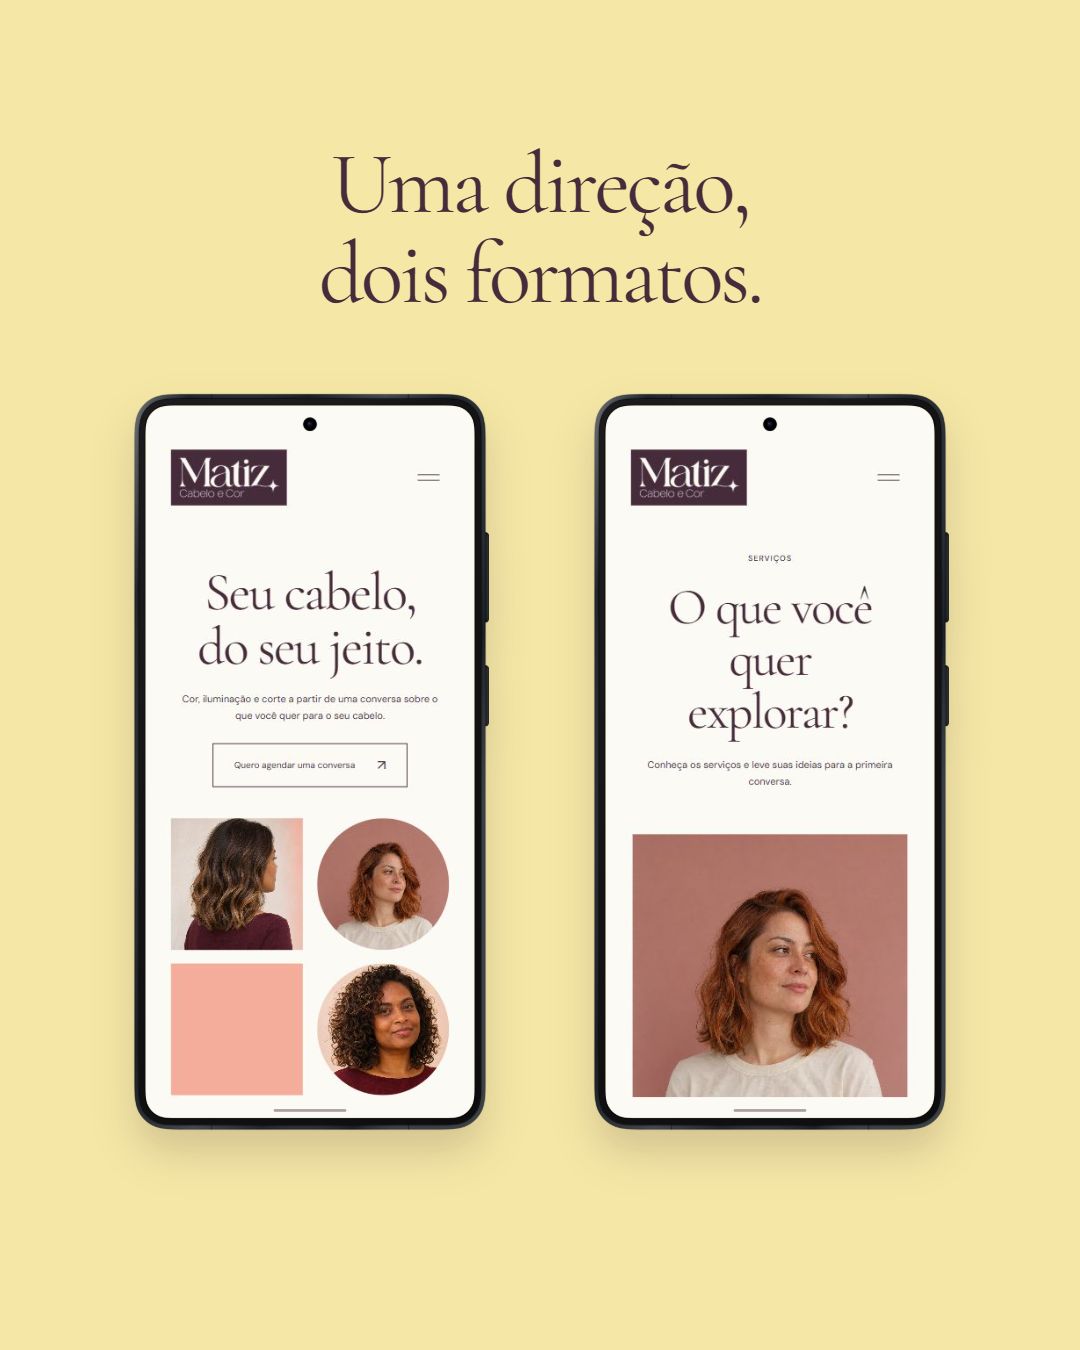 Uma direção,
dois formatos.
Matiz
Cabelo e Cor
Seu cabelo,
do seu jeito.
Cor, iluminação e corte a partir de uma conversa sobre o
que você quer para o seu cabelo.
Quero agendar uma conversa
Matiz
Cabelo e Cor
SERVIÇOS
O que você
quer
explorar?
Conheça os serviços e leve suas ideias para a primeira
conversa.